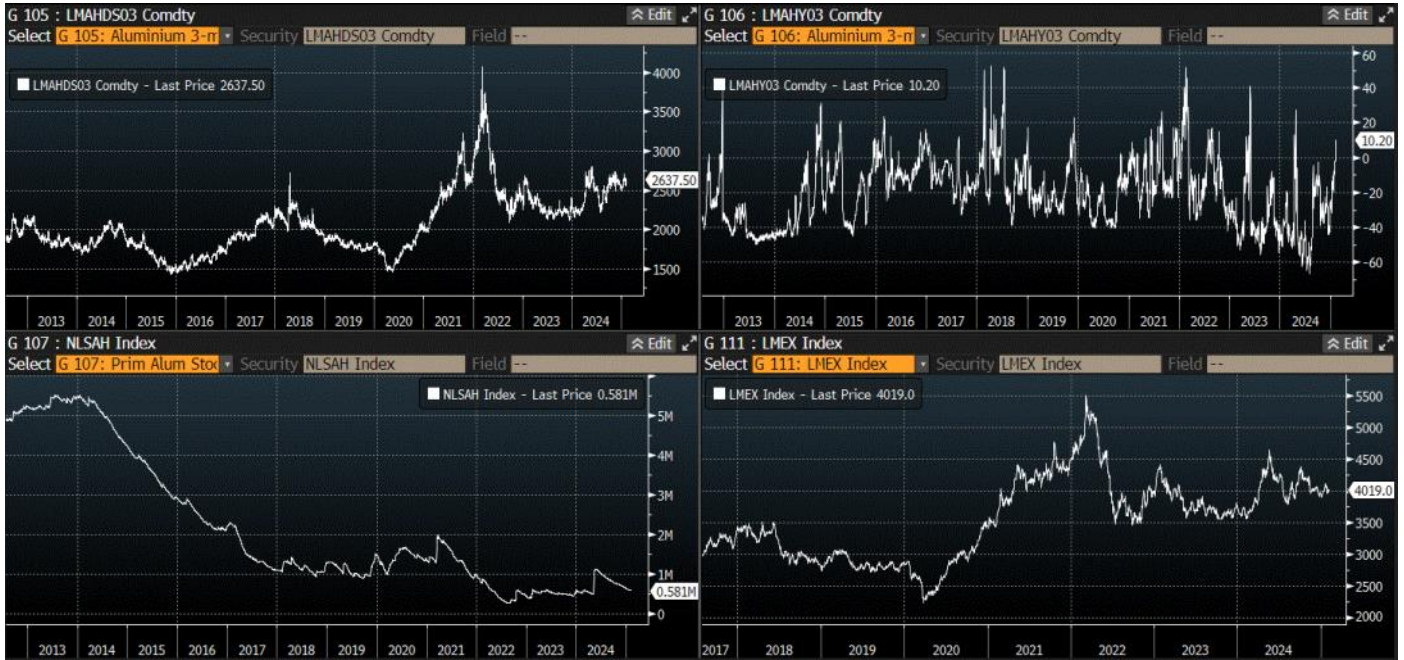 G 105 : LMAHDS03 Comdty
Edit
Select G 105: Aluminium 3-m Security LMAHDS03 Comdty Field --
LMAHDS03 Comdty - Last Price 2637.50
4000
3500
3000
2637.50
2500
2000
1500
2013 2014 2015 2016 2017 2018 2019 2020 2021 2022 2023 2024
G 106 : LMAHY03 Comdty
Edit
Select G 106: Aluminium 3-m Security LMAHY03 Comdty Field --
LMAHY03 Comdty - Last Price 10.20
60
40
20
10.20
0
-20
-40
-60
2013 2014 2015 2016 2017 2018 2019 2020 2021 2022 2023 2024
G 107 : NLSAH Index
Edit
Select G 107: Prim Alum Stoc Security NLSAH Index Field --
NLSAH Index - Last Price 0.581M
5M
4M
3M
2M
1M
0.581M
0
2013 2014 2015 2016 2017 2018 2019 2020 2021 2022 2023 2024
G 111 : LMEX Index
Edit
Select G 111: LMEX Index Security LMEX Index Field --
LMEX Index - Last Price 4019.0
5500
5000
4500
4019.0
3500
3000
2500
2000
2017 2018 2019 2020 2021 2022 2023 2024